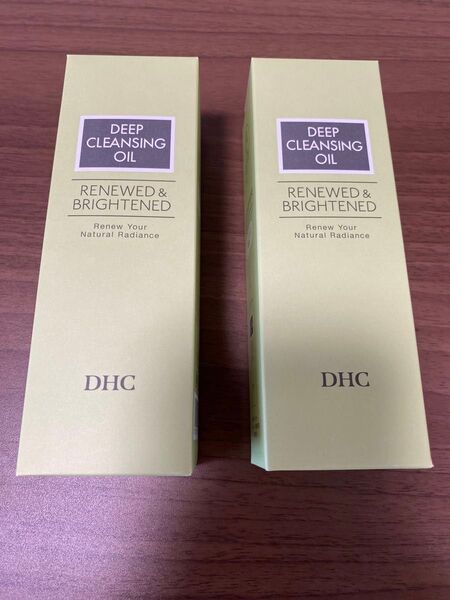 DEEP
CLEANSING
OIL
RENEWED &
BRIGHTENED
Renew Your
Natural Radiance
DHC
DEEP
CLEANSING
OIL
RENEWED &
BRIGHTENED
Renew Your
Natural Radiance
DHC